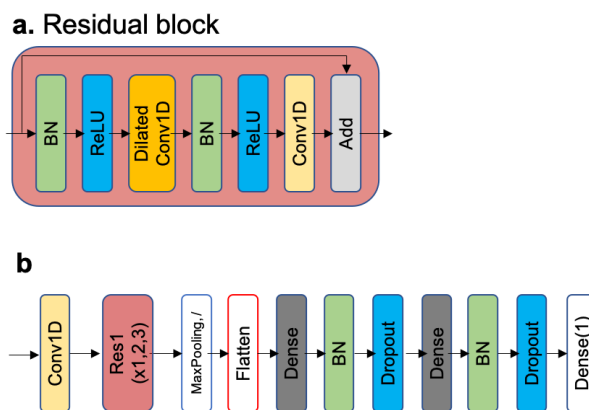 a. Residual block
BN
ReLU
Dilated
Conv1D
BN
ReLU
Conv1D
Add
b
Conv1D
Res1
(x1,2,3)
MaxPooling,/
Flatten
Dense
BN
Dropout
Dense
BN
Dropout
Dense(1)